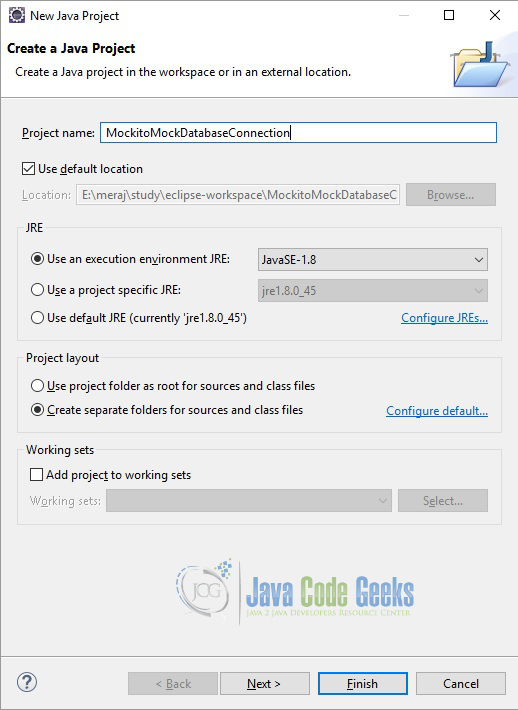 New Java Project
Create a Java Project
Create a Java project in the workspace or in an external location.
Project name: MockitoMockDatabaseConnection
Use default location
Location: E:\meraj\study\eclipse-workspace\MockitoMockDatabaseC Browse...
JRE
Use an execution environment JRE: JavaSE-1.8
Use a project specific JRE: jre1.8.0_45
Use default JRE (currently 'jre1.8.0_45') Configure JREs...
Project layout
Use project folder as root for sources and class files
Create separate folders for sources and class files Configure default...
Working sets
Add project to working sets
Working sets: Select...
JCG Java Code Geeks
Java 2 Java Developers Resource Center
? < Back Next > Finish Cancel